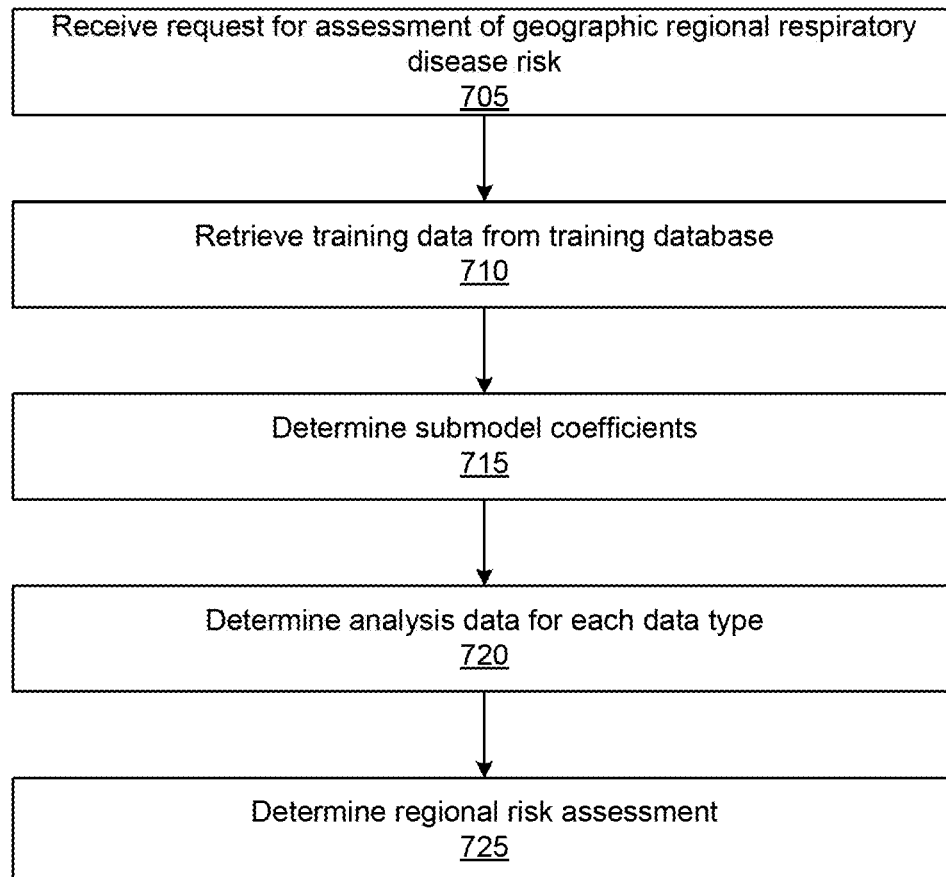 Receive request for assessment of geographic regional respiratory
disease risk
705
Retrieve training data from training database
710
Determine submodel coefficients
715
Determine analysis data for each data type
720
Determine regional risk assessment
725